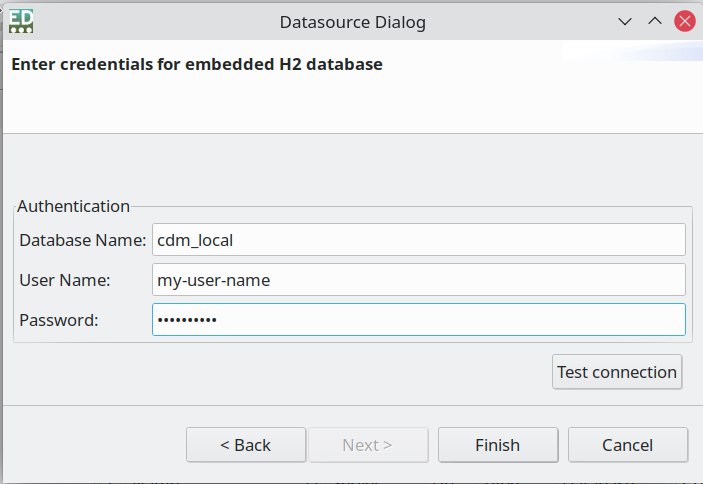 ED
Datasource Dialog
Enter credentials for embedded H2 database
Authentication
Database Name: cdm_local
User Name: my-user-name
Password: ••••••••••
Test connection
< Back Next > Finish Cancel